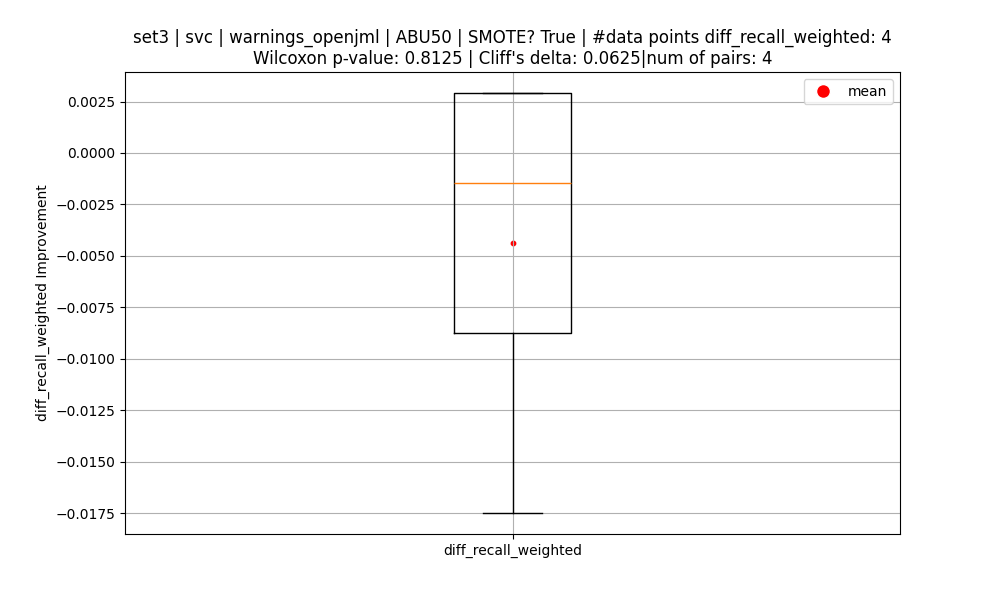 set3 | svc | warnings_openjml | ABU50 | SMOTE? True | #data points diff_recall_weighted: 4
Wilcoxon p-value: 0.8125 | Cliff's delta: 0.0625|num of pairs: 4
mean
0.0025
0.0000
−0.0025
−0.0050
−0.0075
−0.0100
−0.0125
−0.0150
−0.0175
diff_recall_weighted Improvement
diff_recall_weighted